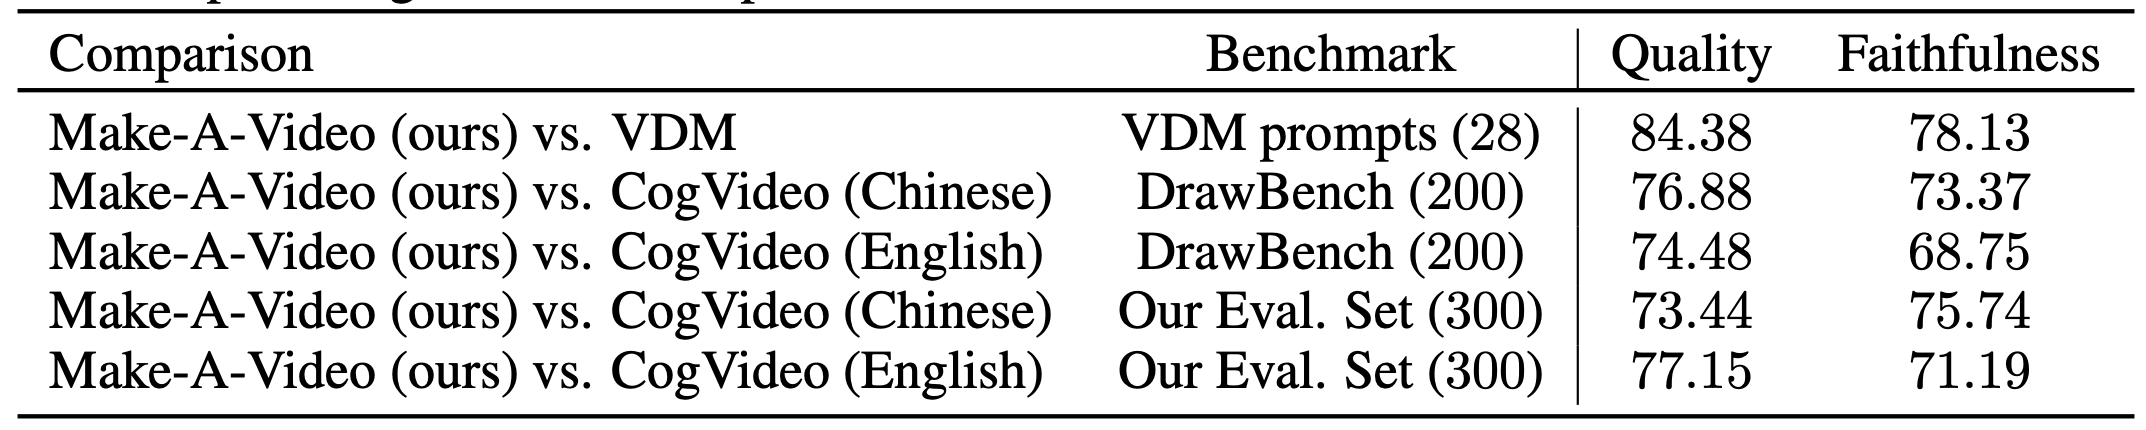 Comparison Benchmark Quality Faithfulness
Make-A-Video (ours) vs. VDM VDM prompts (28) 84.38 78.13
Make-A-Video (ours) vs. CogVideo (Chinese) DrawBench (200) 76.88 73.37
Make-A-Video (ours) vs. CogVideo (English) DrawBench (200) 74.48 68.75
Make-A-Video (ours) vs. CogVideo (Chinese) Our Eval. Set (300) 73.44 75.74
Make-A-Video (ours) vs. CogVideo (English) Our Eval. Set (300) 77.15 71.19